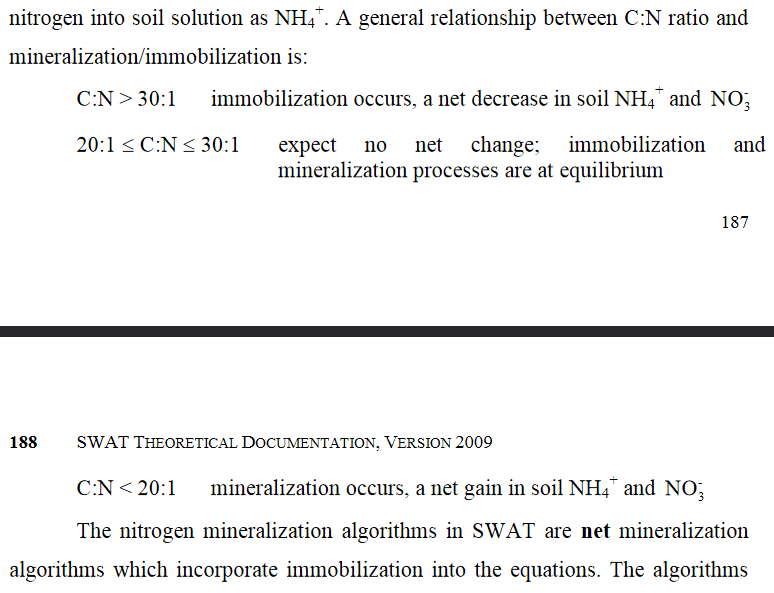 nitrogen into soil solution as NH₄⁺. A general relationship between C:N ratio and
mineralization/immobilization is:
C:N > 30:1 immobilization occurs, a net decrease in soil NH₄⁺ and NO₃⁻
20:1 ≤ C:N ≤ 30:1 expect no net change; immobilization and
mineralization processes are at equilibrium
187
188 SWAT THEORETICAL DOCUMENTATION, VERSION 2009
C:N < 20:1 mineralization occurs, a net gain in soil NH₄⁺ and NO₃⁻
The nitrogen mineralization algorithms in SWAT are net mineralization
algorithms which incorporate immobilization into the equations. The algorithms